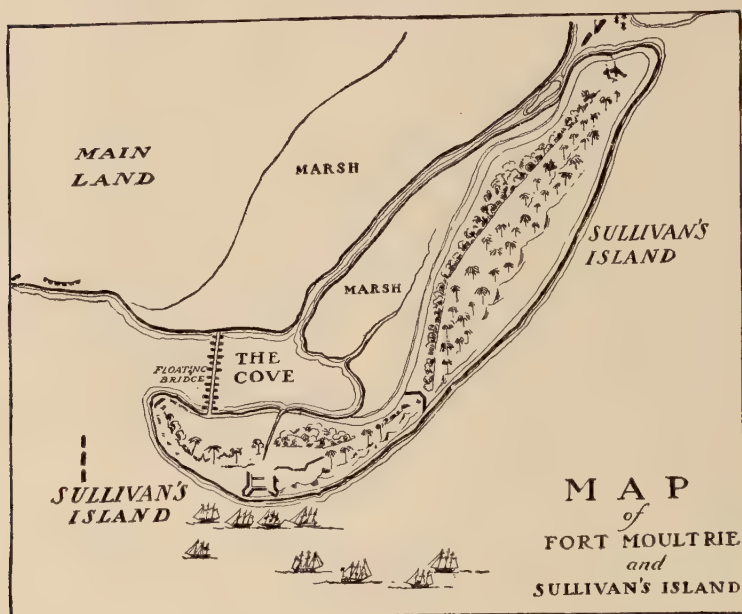 MAIN
LAND
MARSH
SULLIVAN'S
ISLAND
MARSH
FLOATING
BRIDGE
THE
COVE
SULLIVAN'S
ISLAND
MAP
of
FORT MOULTRIE
and
SULLIVAN'S ISLAND